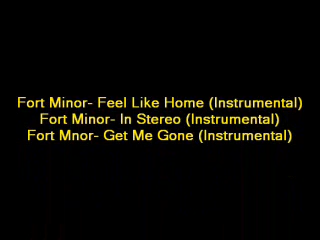 Fort Minor- Feel Like Home (Instrumental)
Fort Minor- In Stereo (Instrumental)
Fort Mnor- Get Me Gone (Instrumental)